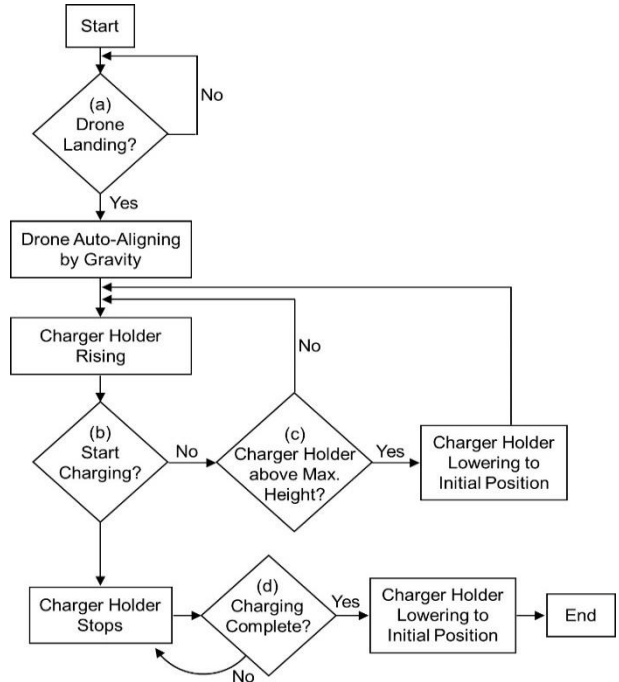 Start
No
(a)
Drone
Landing?
Yes
Drone Auto-Aligning
by Gravity
Charger Holder
Rising
No
(b)
Start
Charging?
No
(c)
Charger Holder
above Max.
Height?
Yes
Charger Holder
Lowering to
Initial Position
Charger Holder
Stops
(d)
Charging
Complete?
No
Yes
Charger Holder
Lowering to
Initial Position
End